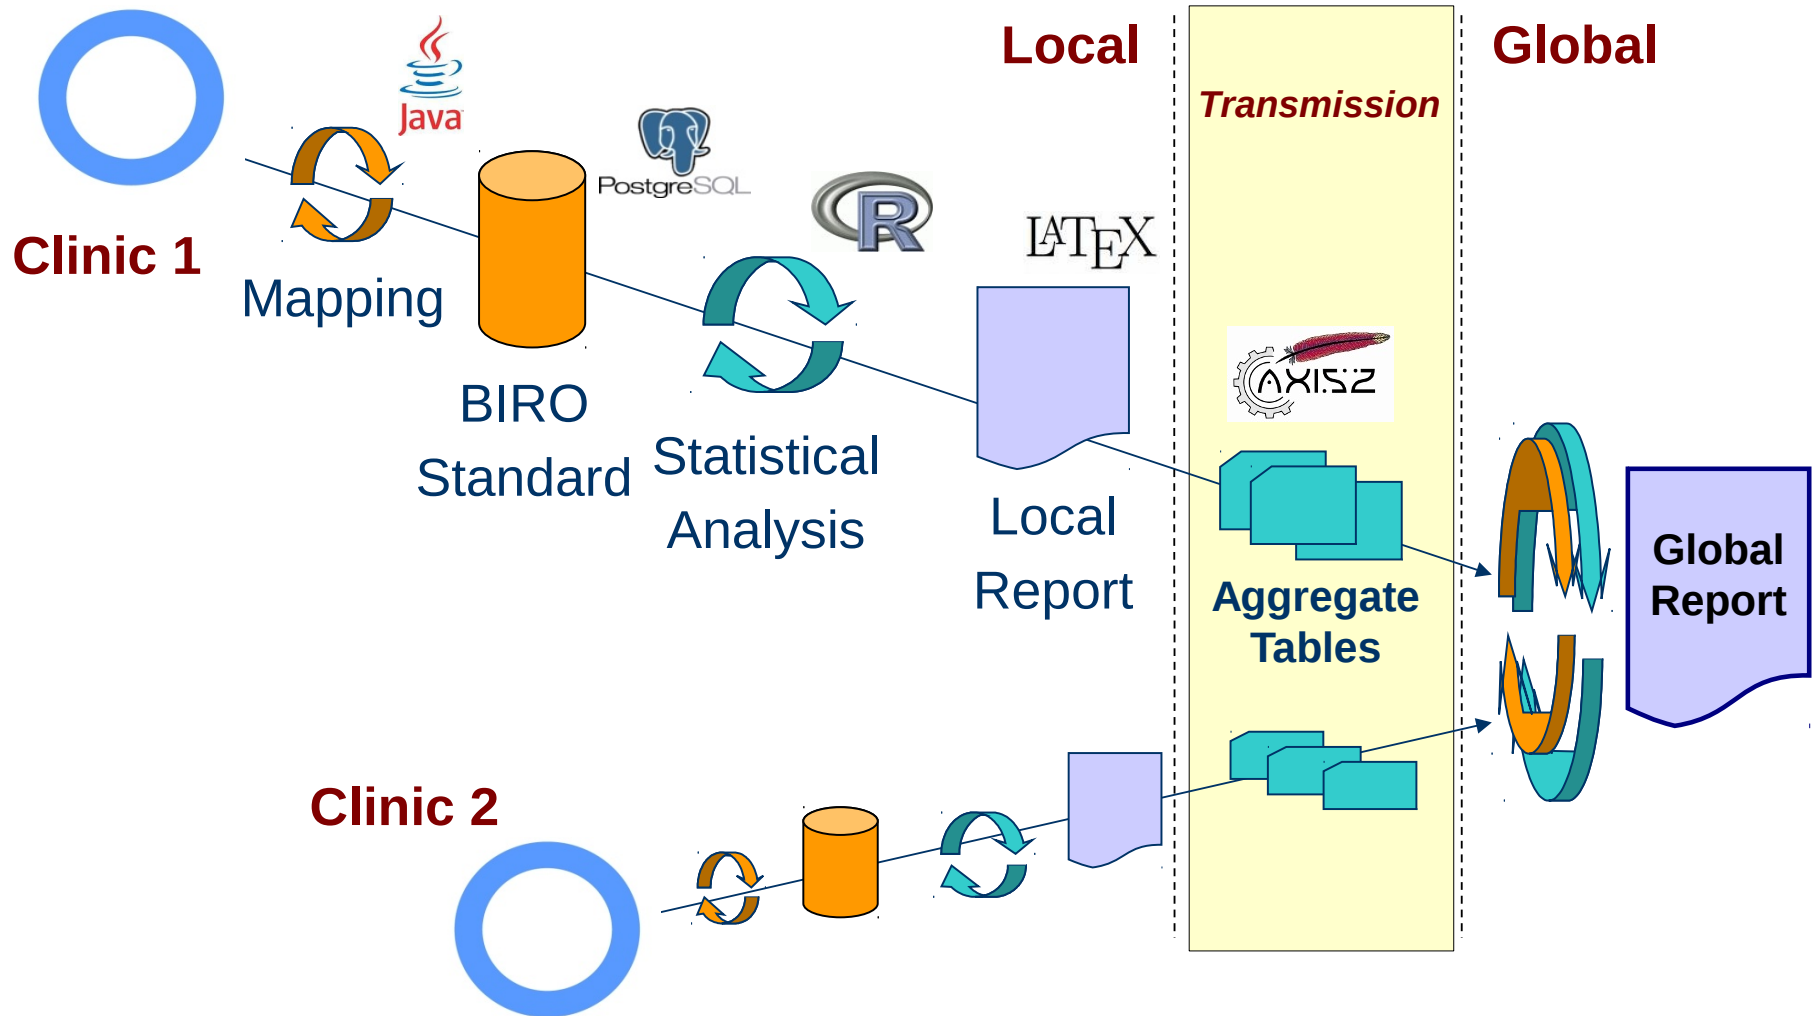 Local
Global
Java
Transmission
PostgreSQL
R
LATEX
Clinic 1
Mapping
AXIS2
BIRO
Standard
Statistical
Analysis
Local
Report
Aggregate
Tables
Global
Report
Clinic 2